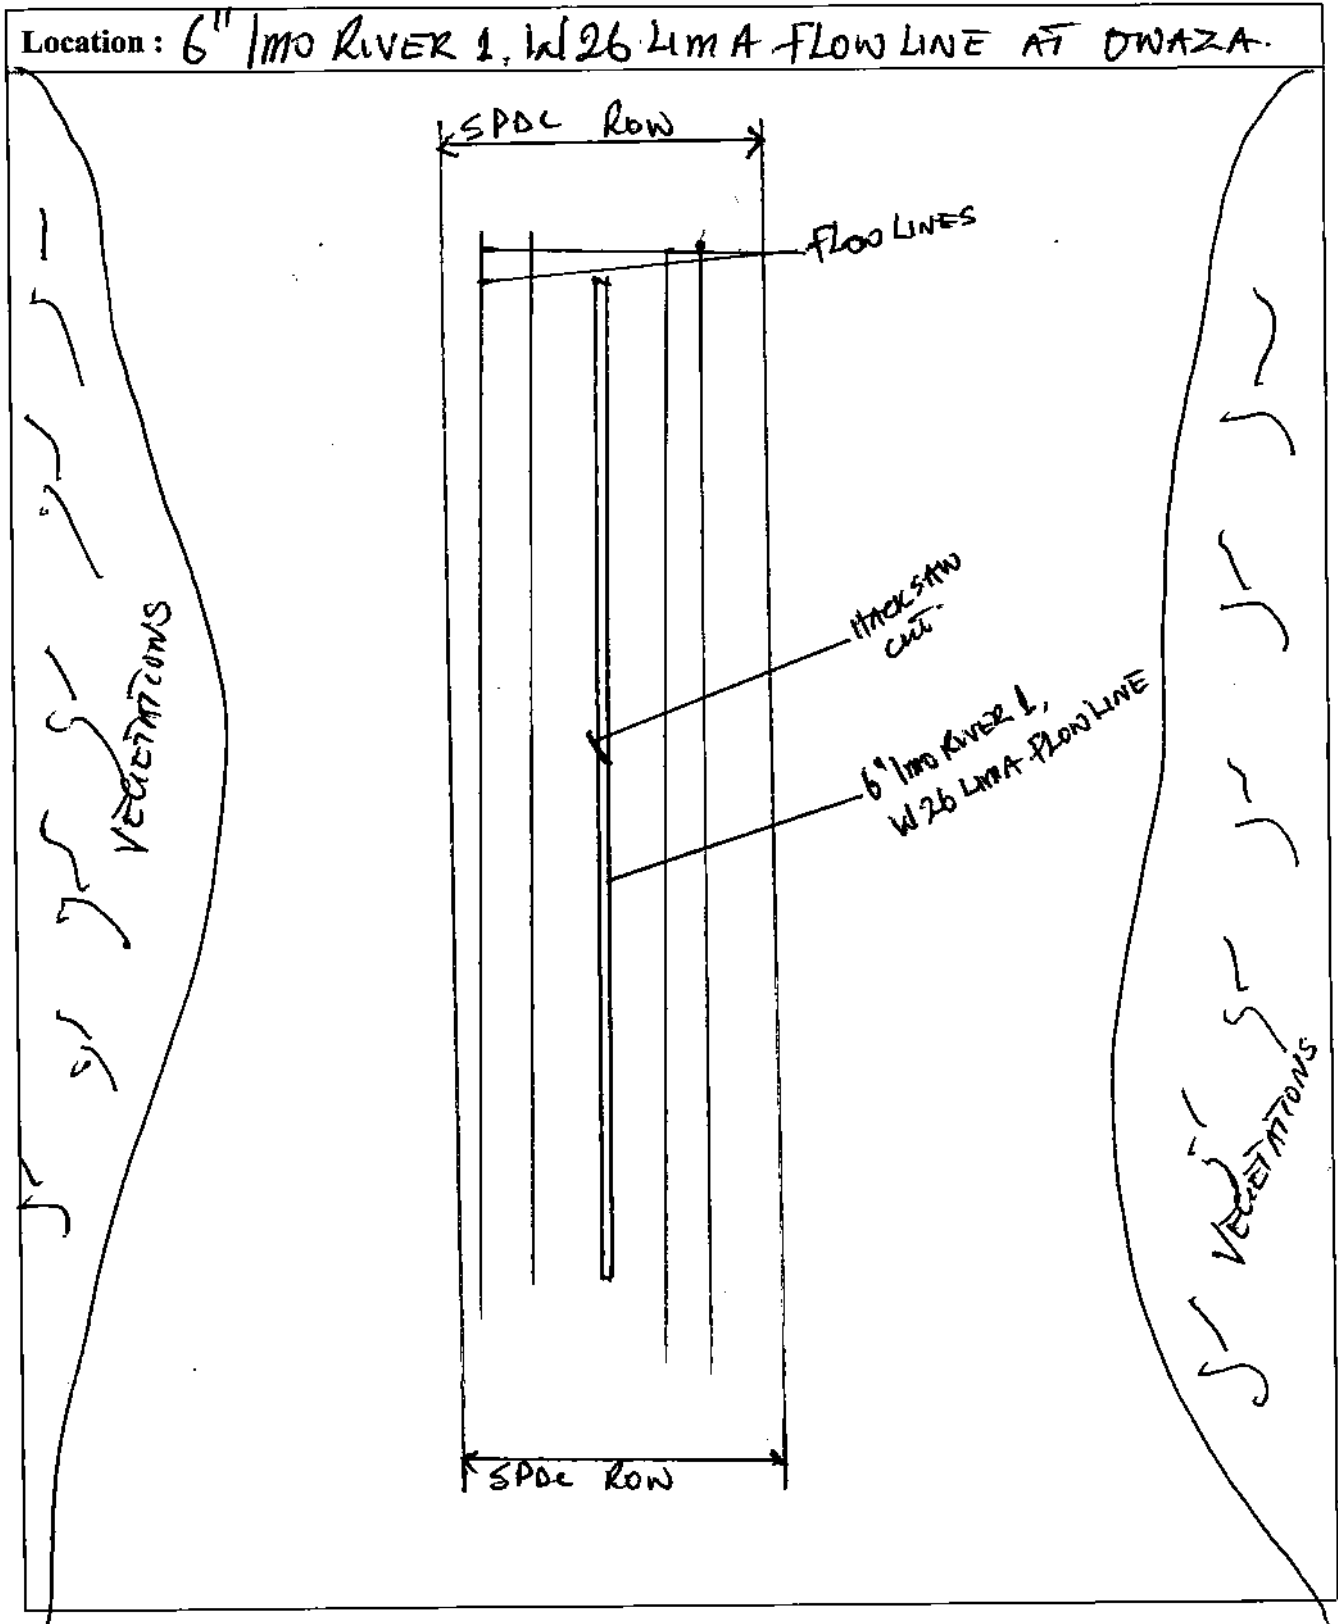 Location : 6" IMO RIVER 1, W26 LIMA FLOW LINE AT OWAZA.
SPDC ROW
FLOW LINES
HACKSAW
CUT.
VEGETATIONS
6" IMO RIVER 1,
W26 LIMA FLOW LINE
VEGETATIONS
SPDC ROW